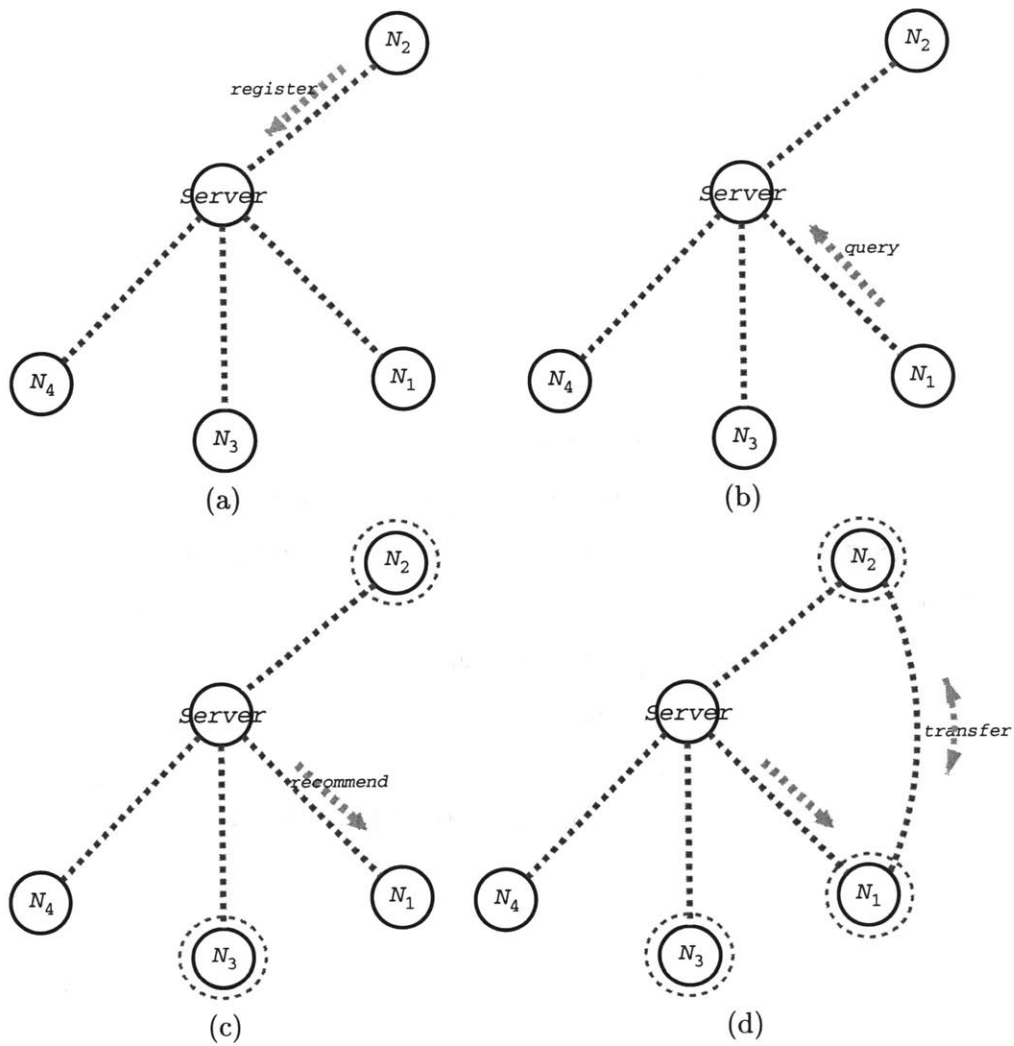 N2
register
Server
N4
N1
N3
(a)
N2
Server
query
N4
N1
N3
(b)
N2
Server
recommend
N4
N1
N3
(c)
N2
Server
transfer
N4
N1
N3
(d)